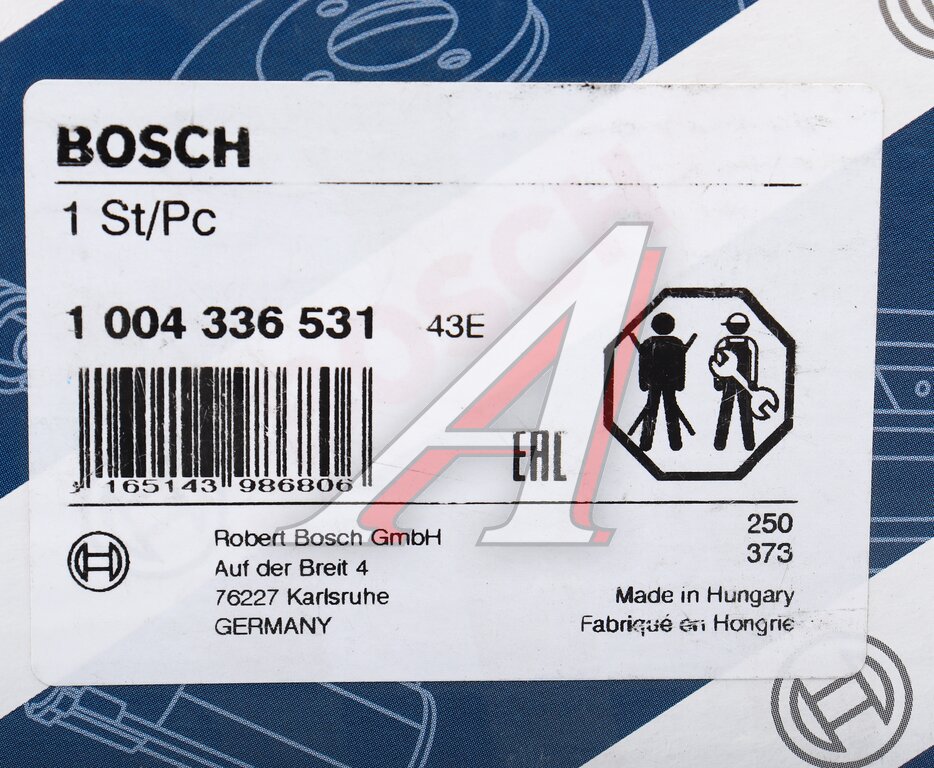 BOSCH
1 St/Pc
1 004 336 531 43E
165143 986806
EAC
Robert Bosch GmbH
Auf der Breit 4
76227 Karlsruhe
GERMANY
250
373
Made in Hungary
Fabriqué en Hongrie
BOSCH